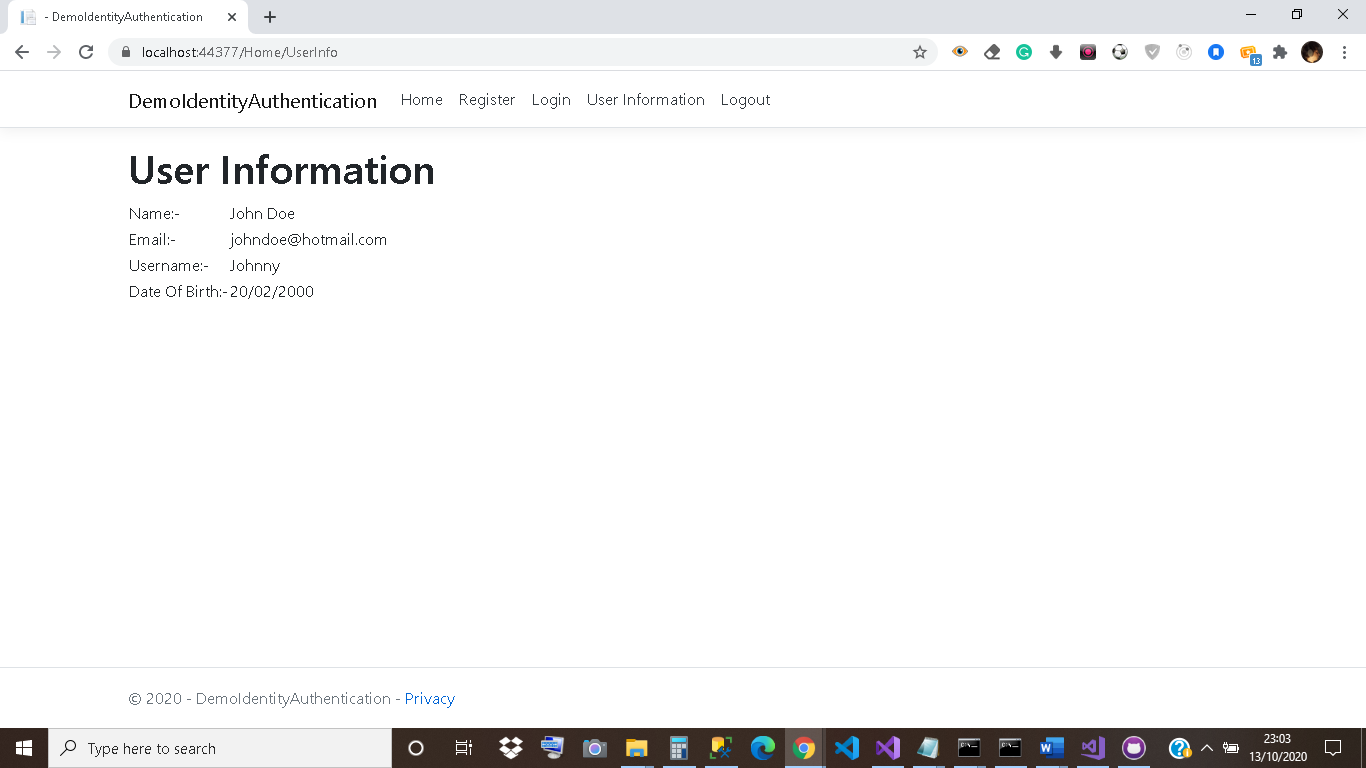 - DemoIdentityAuthentication
localhost:44377/Home/UserInfo
13
DemoIdentityAuthentication Home Register Login User Information Logout
User Information
Name:- John Doe
Email:- johndoe@hotmail.com
Username:- Johnny
Date Of Birth:- 20/02/2000
© 2020 - DemoIdentityAuthentication - Privacy
Type here to search
23:03
13/10/2020